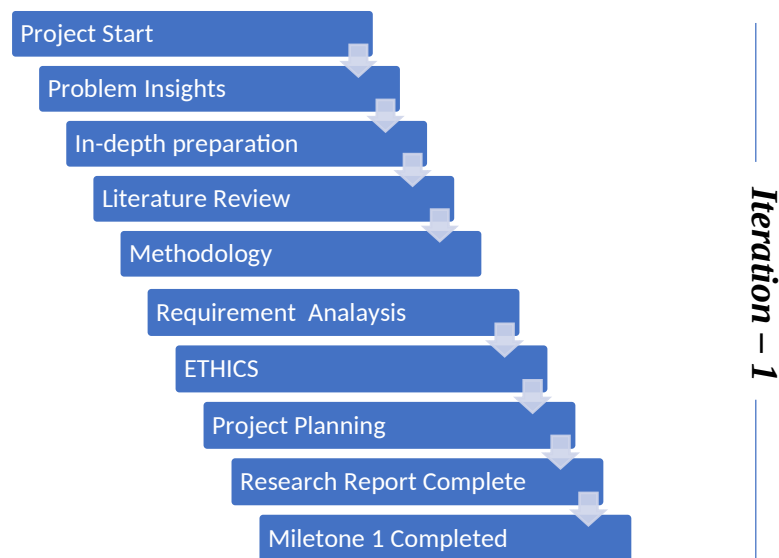 Project Start
Problem Insights
In-depth preparation
Literature Review
Methodology
Requirement  Analaysis
ETHICS
Project Planning
Research Report Complete
Miletone 1 Completed
Iteration – 1